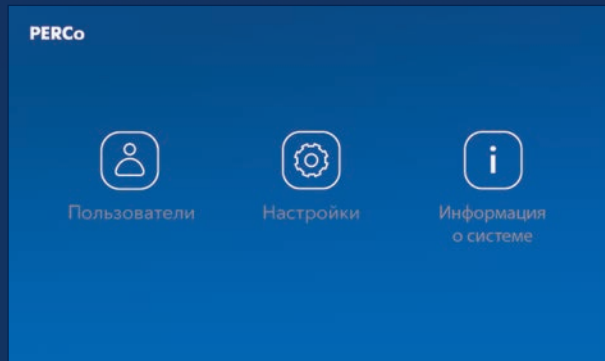 PERCo
Пользователи
Настройки
Информация
о системе